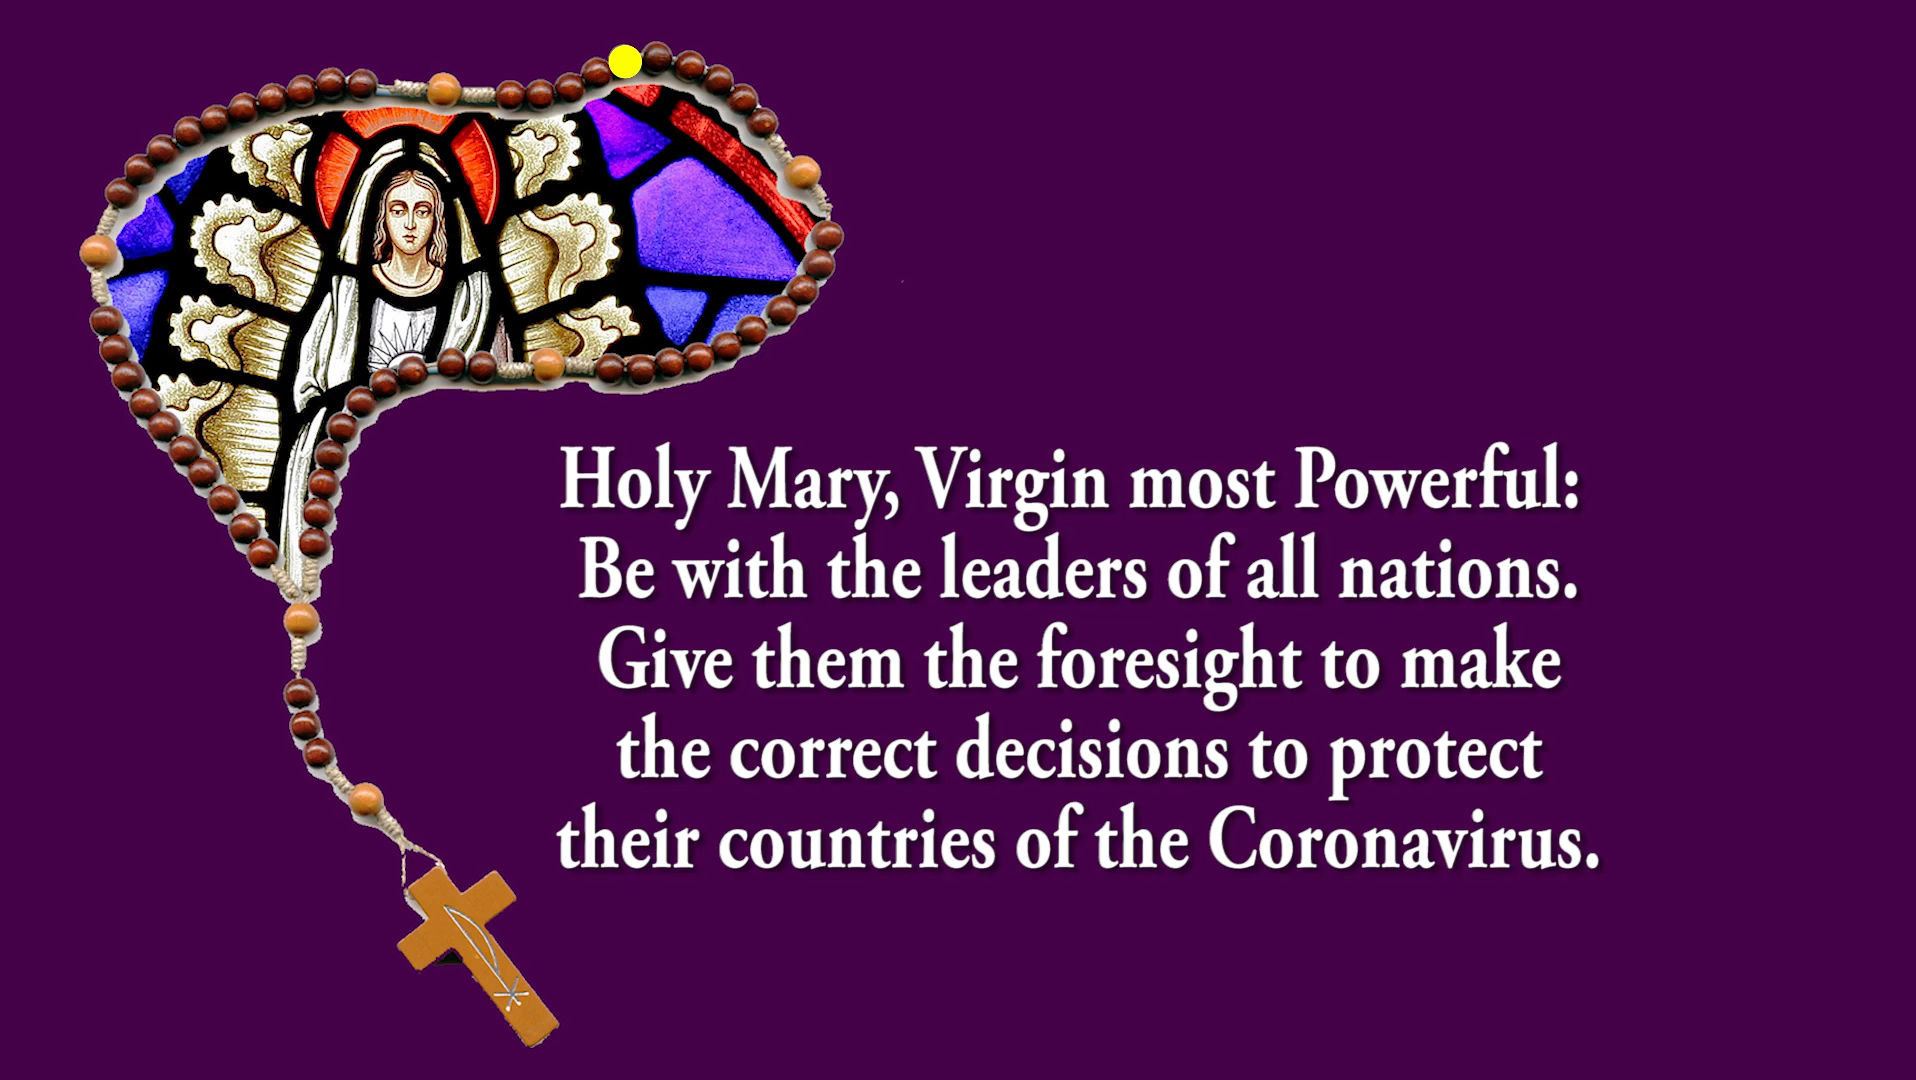 Holy Mary, Virgin most Powerful:
Be with the leaders of all nations.
Give them the foresight to make
the correct decisions to protect
their countries of the Coronavirus.